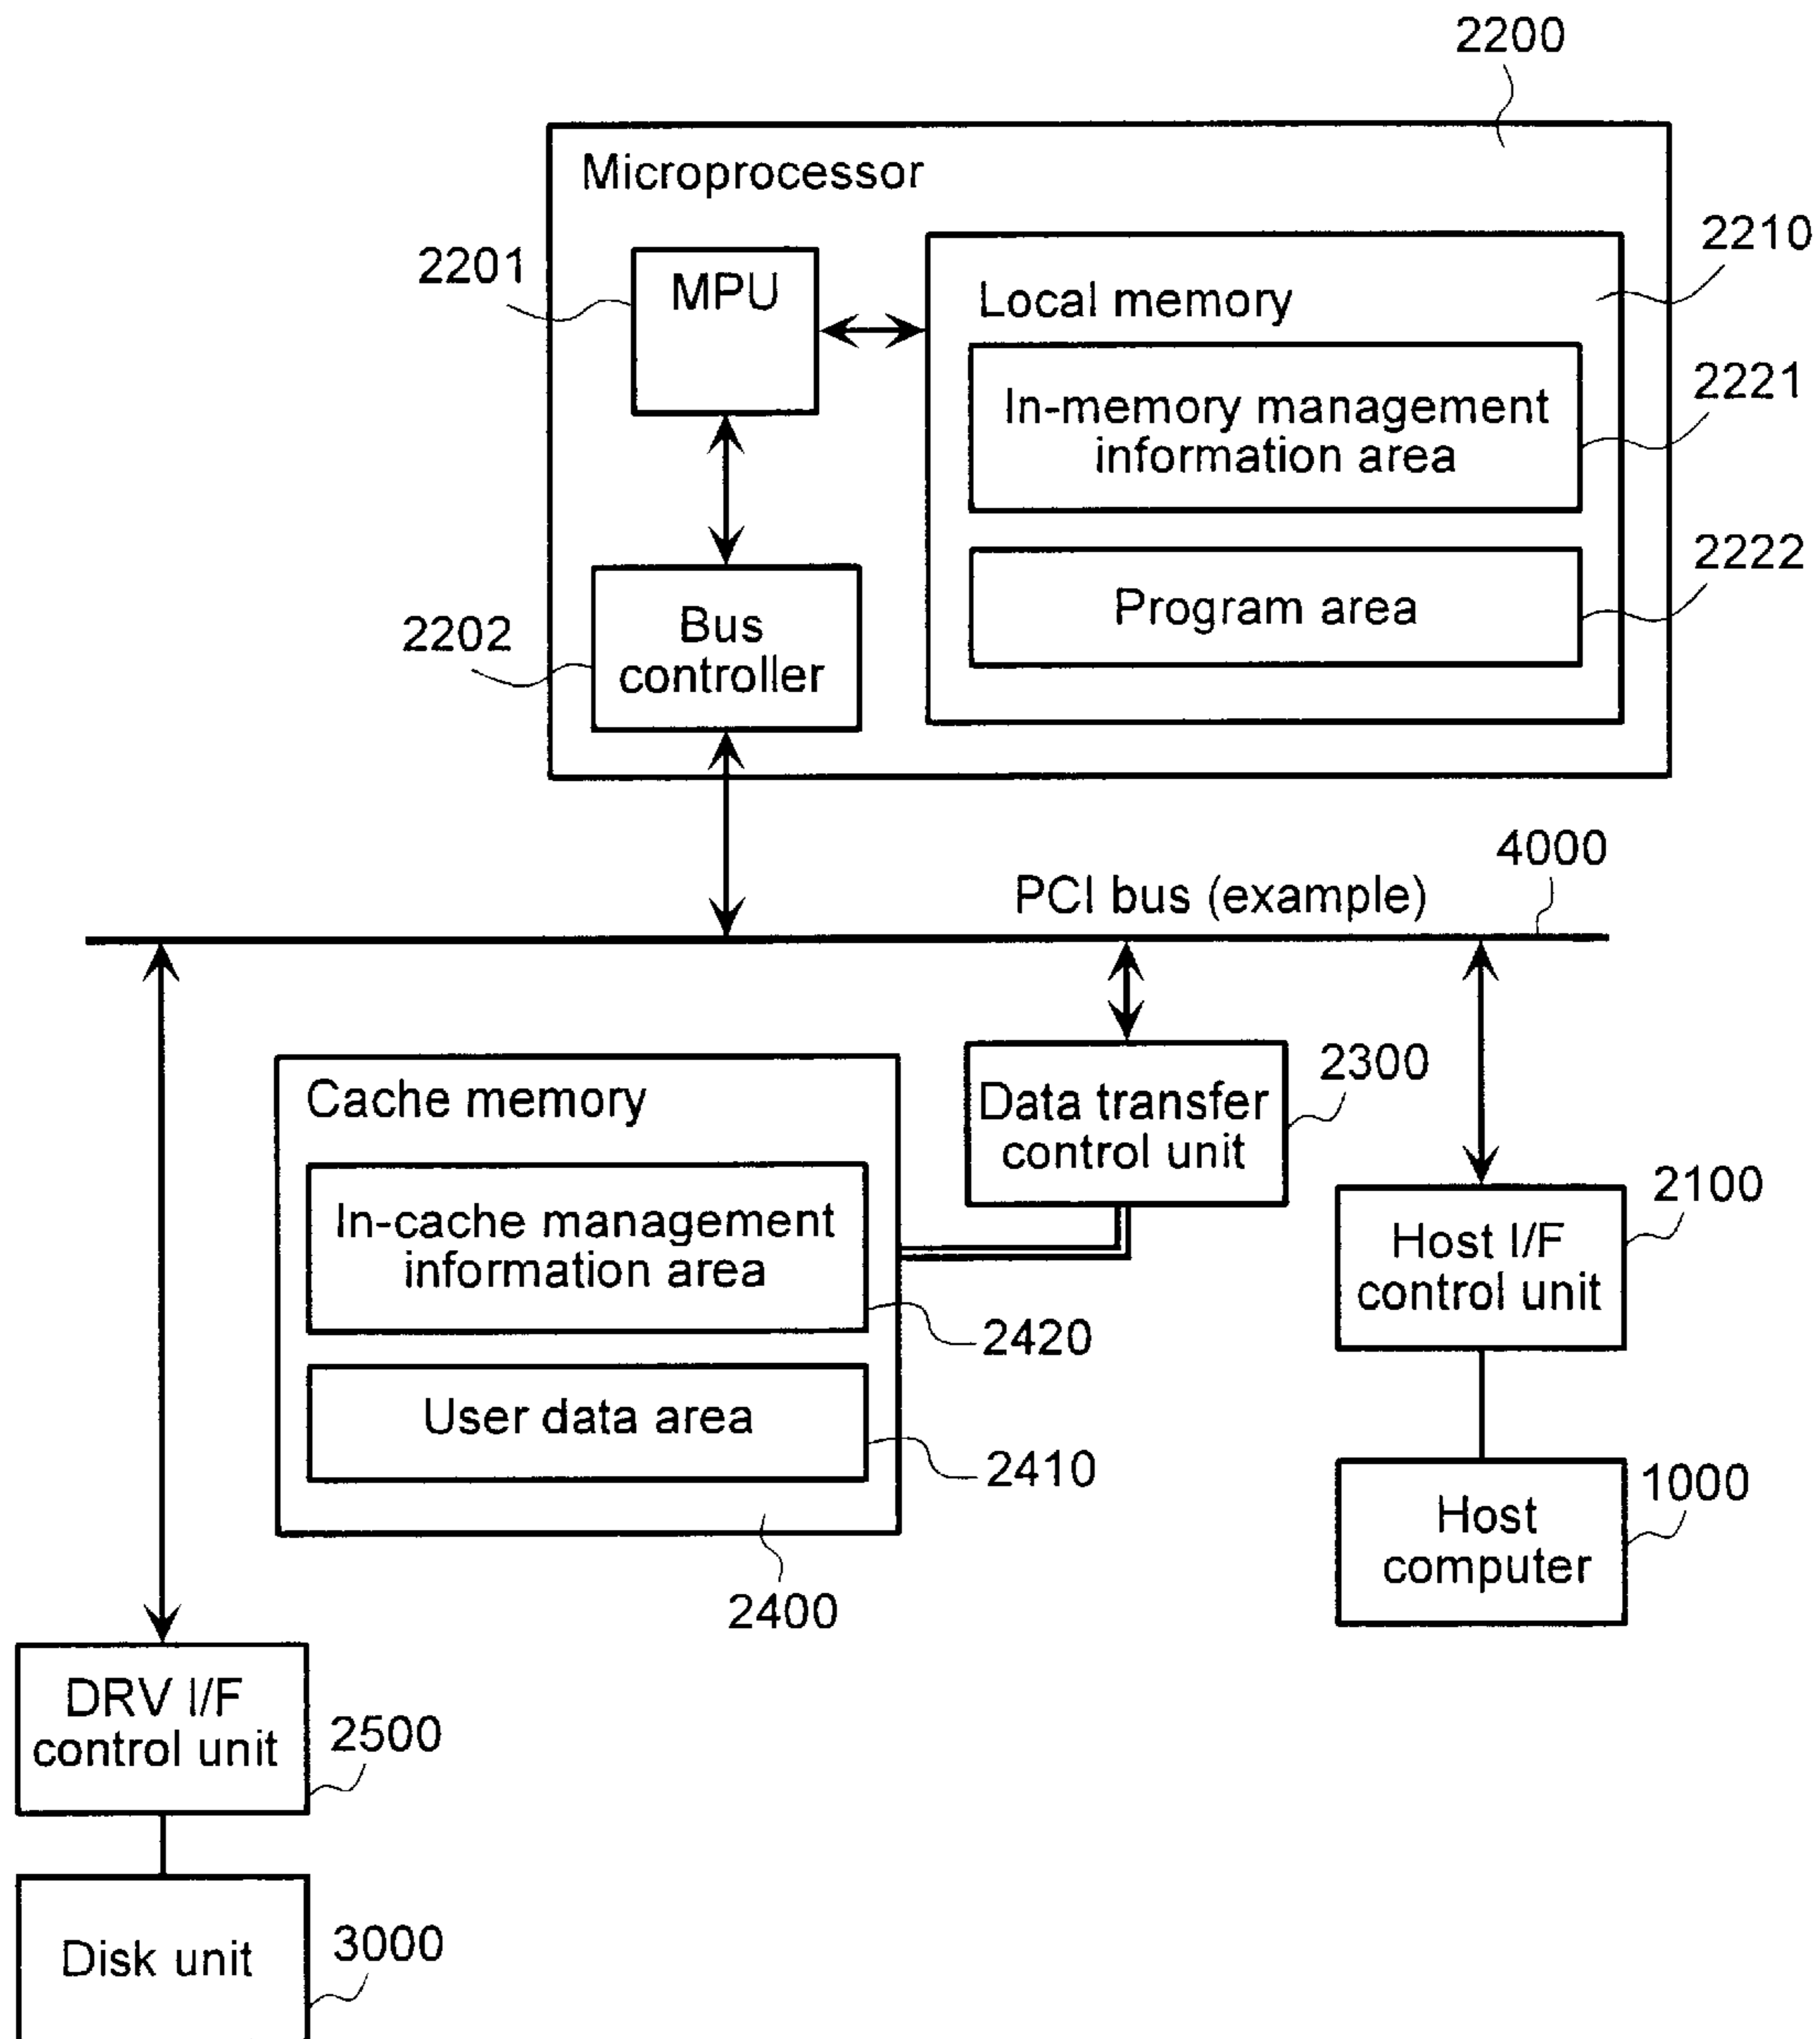 2200
Microprocessor
2201
MPU
2210
Local memory
2221
In-memory management
information area
2222
Program area
2202
Bus
controller
4000
PCI bus (example)
2300
Data transfer
control unit
Cache memory
In-cache management
information area
2420
User data area
2410
2400
2100
Host I/F
control unit
1000
Host
computer
DRV I/F
control unit
2500
Disk unit
3000